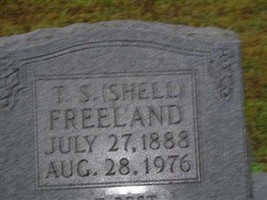 T. S. (SHELL)
FREELAND
JULY 27, 1888
AUG. 28, 1976